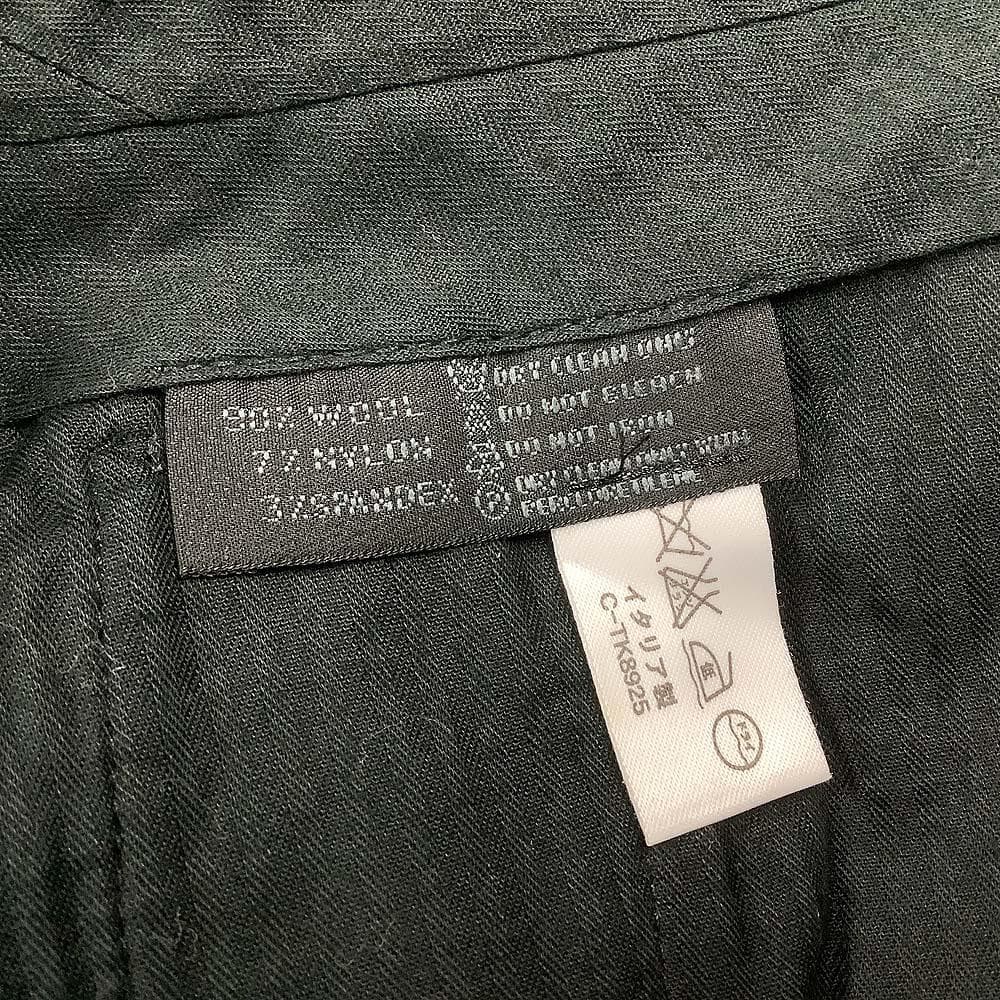 90% WOOL
7% NYLON
3% SPANDEX
DRY CLEAN ONLY
DO NOT BLEACH
DO NOT IRON
DRY CLEAN ONLY WITH
PERCLORETILENE
イタリア製
C-TK8925